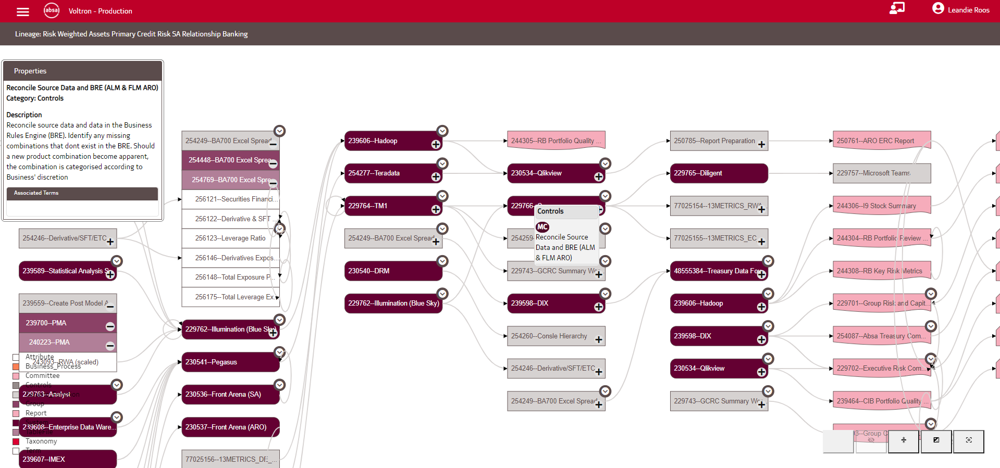 absa
Voltron - Production
Leandie Roos
Lineage: Risk Weighted Assets Primary Credit Risk SA Relationship Banking
Properties
Reconcile Source Data and BRE (ALM & FLM ARO)
Category: Controls
Description
Reconcile source data and data in the Business
Rules Engine (BRE). Identify any missing
combinations that dont exist in the BRE. Should
a new product combination become apparent,
the combination is categorised according to
Business' discretion
Associated Terms
254246--Derivative/SFT/ETC
239589--Statistical Analysis S
239559--Create Post Model A
239700--PMA
240223--PMA
243093--RWA (scaled)
229763--Analyst
239608--Enterprise Data Ware...
239607--IMEX
Attribute
Business_Process
Committee
Controls
Group
Report
System
TableFile
Taxonomy
Term
254249--BA700 Excel Spread
254448--BA700 Excel Sprea
254769--BA700 Excel Spre
256121--Securities Financi...
256122--Derivative & SFT ...
256123--Leverage Ratio
256146--Derivatives Expos...
256148--Total Exposure P...
256175--Total Leverage Ex.
229762--Illumination (Blue Sky)
230541--Pegasus
230536--Front Arena (SA)
230537--Front Arena (ARO)
77025156--13METRICS_DE_...
239606--Hadoop
254277--Teradata
229764--TM1
254249--BA700 Excel Spread
230540--DRM
229762--Illumination (Blue Sky)
244305--RB Portfolio Quality ...
230534--Qlikview
229766--
Controls
MC
Reconcile Source
Data and BRE (ALM
& FLM ARO)
254259
229743--GCRC Summary Wo
239598--DIX
254260--Consle Hierarchy
254246--Derivative/SFT/ETC
254249--BA700 Excel Spread
250785--Report Preparation
229765--Diligent
77025154--13METRICS_RWA
77025155--13METRICS_EC
48555384--Treasury Data Fou
239606--Hadoop
239598--DIX
230534--Qlikview
229743--GCRC Summary Wor
250761--ARO ERC Report
229757--Microsoft Teams
244306--I9 Stock Summary
244304--RB Portfolio Review ...
244308--RB Key Risk Metrics
229701--Group Risk and Capit...
254087--Absa Treasury Com...
229702--Executive Risk Com...
239464--CIB Portfolio Quality ...
3--Group C